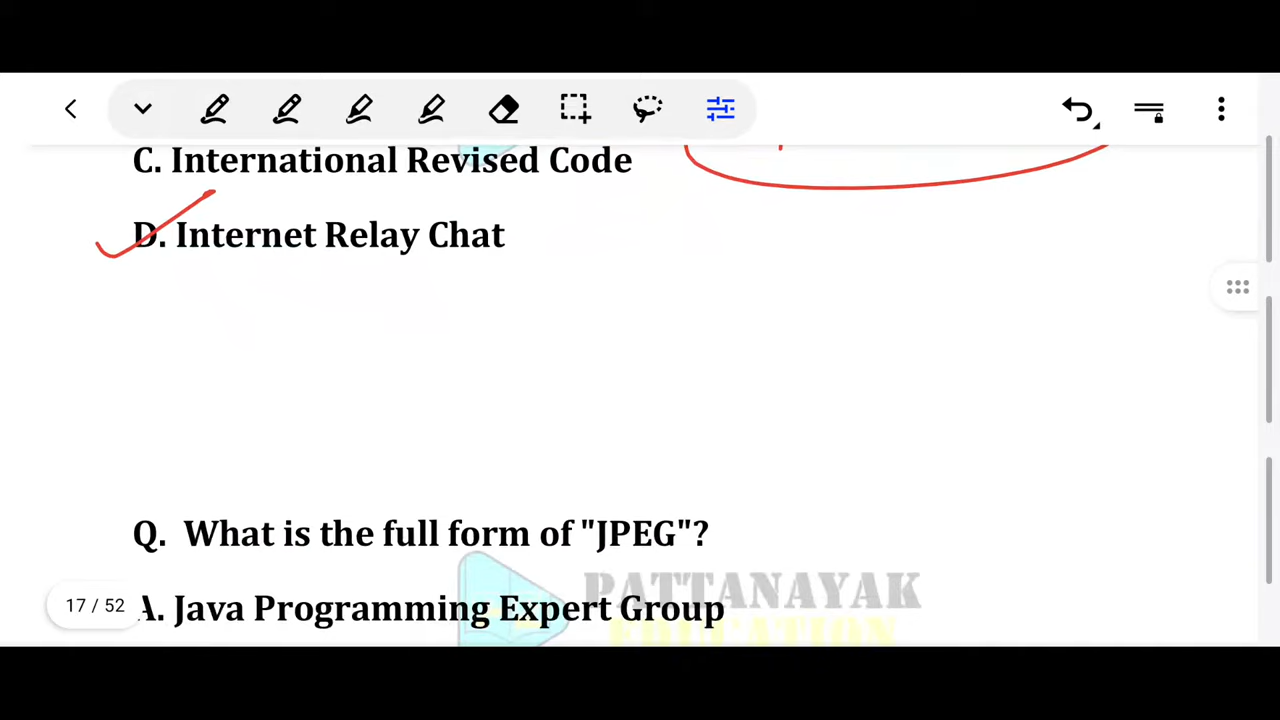 C. International Revised Code
D. Internet Relay Chat
Q. What is the full form of "JPEG"?
PATTANAYAK
17 / 52
A. Java Programming Expert Group
EDUCATION